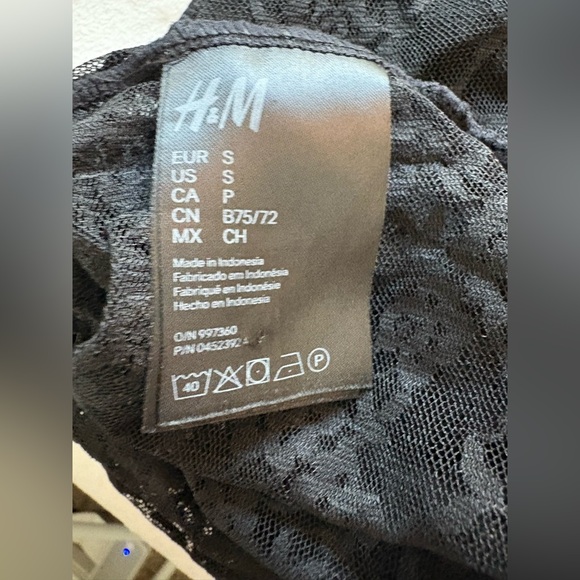 H&M
EUR S
US S
CA P
CN B75/72
MX CH
Made in Indonesia
Fabricado em Indonésia
Fabriqué en Indonésie
Hecho en Indonesia
O/N 997360
P/N 0452392
40 P